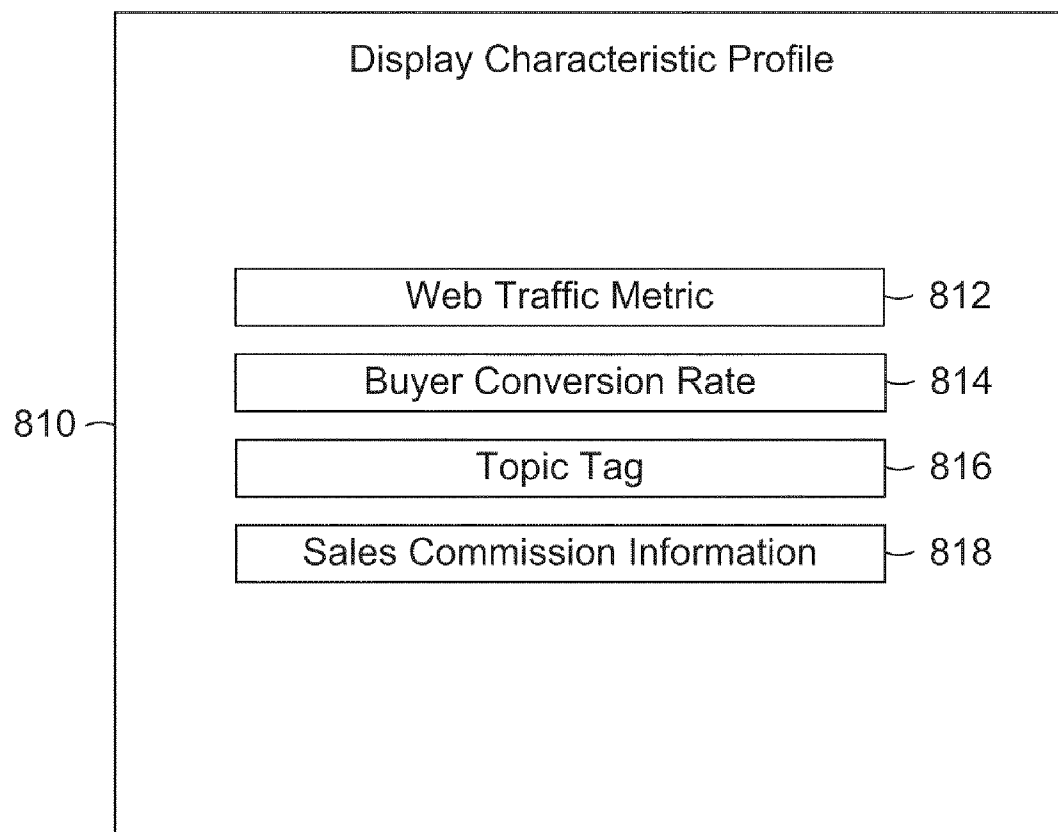 Display Characteristic Profile
Web Traffic Metric 812
Buyer Conversion Rate 814
810
Topic Tag 816
Sales Commission Information 818